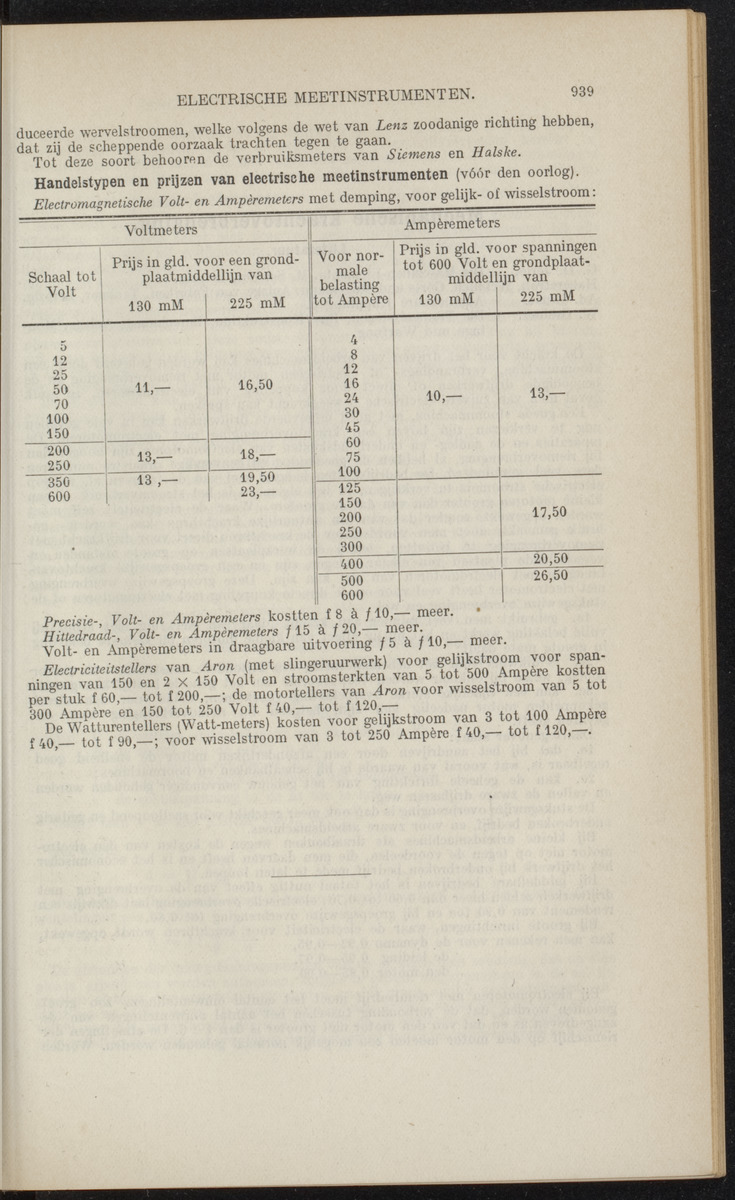 ELECTRISCHE MEETINSTRUMENTEN. 939
duceerde wervelstroomen, welke volgens de wet van Lenz zoodanige richting hebben,
dat zij de scheppende oorzaak trachten tegen te gaan.
Tot deze soort behooren de verbruiksmeters van Siemens en Halske.
Handelstypen en prijzen van electrische meetinstrumenten (vóór den oorlog).
Electromagnetische Volt- en Ampèremeters met demping, voor gelijk- of wisselstroom:
Voltmeters
Schaal tot
Volt
Prijs in gld. voor een grond-
plaatmiddellijn van
130 mM 225 mM
5
12
25
50 11,— 16,50
70
100
150
200 13,— 18,—
250
350 13 ,— 19,50
600 23,—
Ampèremeters
Voor nor-
male
belasting
tot Ampère
Prijs in gld. voor spanningen
tot 600 Volt en grondplaat-
middellijn van
130 mM 225 mM
4
8
12
16
24 10,— 13,—
30
45
60
75
100
125
150
200 17,50
250
300
400 20,50
500 26,50
600
Precisie-, Volt- en Ampèremeters kostten f 8 à f 10,— meer.
Hittedraad-, Volt- en Ampèremeters f 15 à f 20,— meer.
Volt- en Ampèremeters in draagbare uitvoering f 5 à f 10,— meer.
Electriciteitstellers van Aron (met slingeruurwerk) voor gelijkstroom voor span-
ningen van 150 en 2 × 150 Volt en stroomsterkten van 5 tot 500 Ampère kostten
per stuk f 60,— tot f 200,—; de motortellers van Aron voor wisselstroom van 5 tot
300 Ampère en 150 tot 250 Volt f 40,— tot f 120,—
De Watturentellers (Watt-meters) kosten voor gelijkstroom van 3 tot 100 Ampère
f 40,— tot f 90,—; voor wisselstroom van 3 tot 250 Ampère f 40,— tot f 120,—.